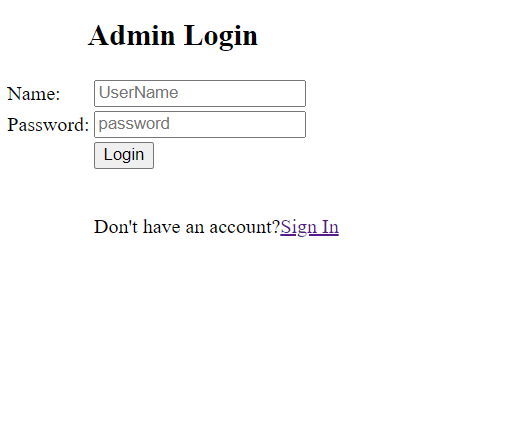 Admin Login
Name: UserName
Password: password
Login
Don't have an account?Sign In